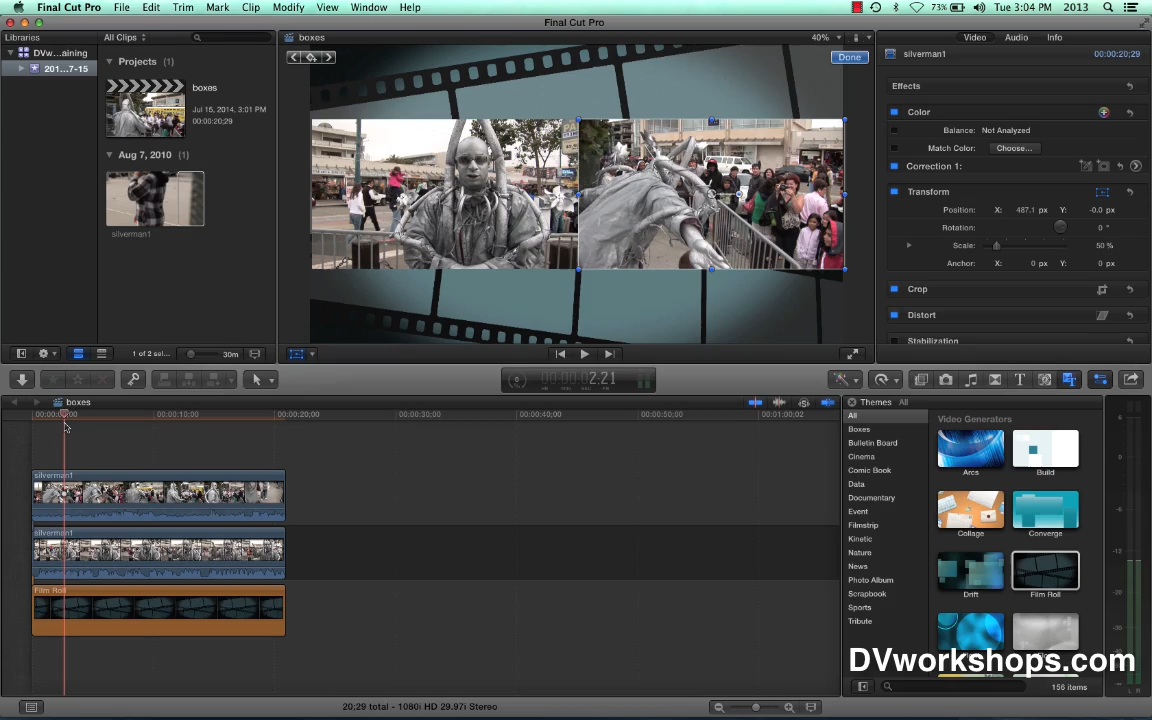 Final Cut Pro File Edit Trim Mark Clip Modify View Window Help 73% Tue 3:04 PM 2013
Final Cut Pro
Libraries All Clips boxes 40% Video Audio Info
DVw...aining
201...7-15
Projects (1)
boxes
Jul 15, 2014, 3:01 PM
00:00:20;29
Aug 7, 2010 (1)
silverman1
Done
silverman1 00:00:20;29
Effects
Color
Balance: Not Analyzed
Match Color: Choose...
Correction 1:
Transform
Position: X: 487.1 px Y: -0.0 px
Rotation: 0 °
Scale: 50 %
Anchor: X: 0 px Y: 0 px
Crop
Distort
Stabilization
1 of 2 sel... 30m
2:21
boxes
00:00:10;00 00:00:20;00 00:00:30;00 00:00:40;00 00:00:50;00 00:01:00;02
silverman1
silverman1
Film Roll
Themes All
All
Boxes
Bulletin Board
Cinema
Comic Book
Data
Documentary
Event
Filmstrip
Kinetic
Nature
News
Photo Album
Scrapbook
Sports
Tribute
Video Generators
Arcs Build
Collage Converge
Drift Film Roll
156 items
6
0
-6
-12
-20
-30
L R
DVworkshops.com
20;29 total - 1080i HD 29.97i Stereo